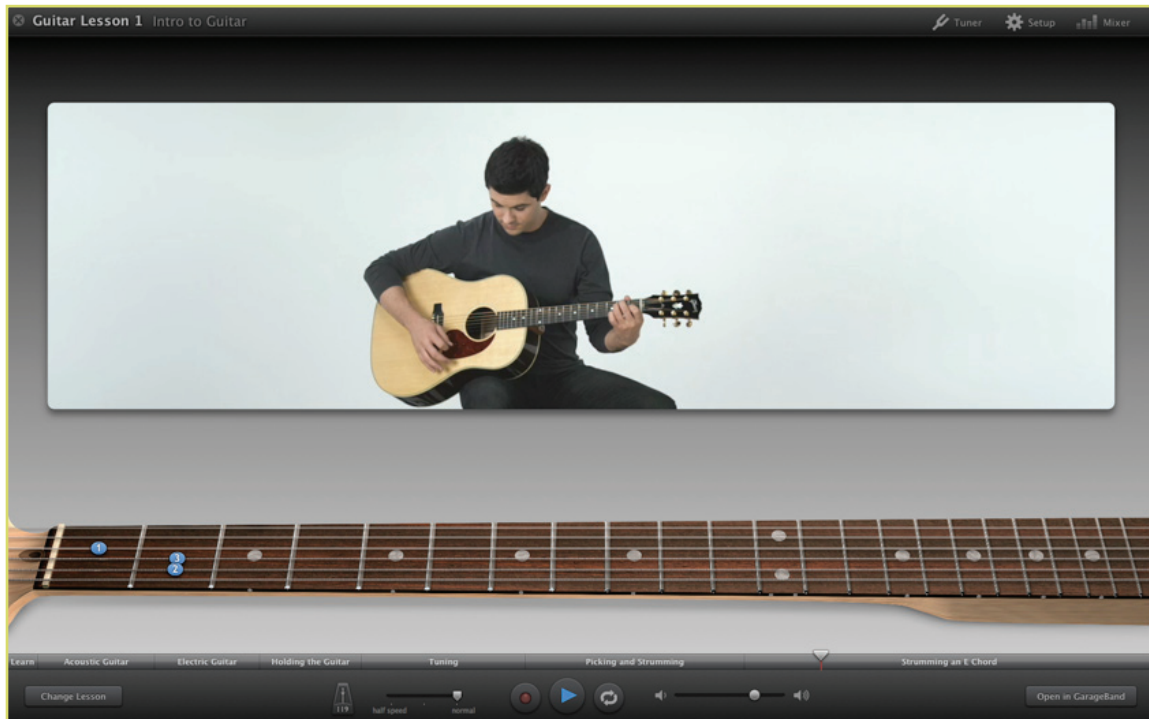 Guitar Lesson 1 Intro to Guitar Tuner Setup Mixer
1
3
2
Learn Acoustic Guitar Electric Guitar Holding the Guitar Tuning Picking and Strumming Strumming an E Chord
Change Lesson 119 half speed normal Open in GarageBand